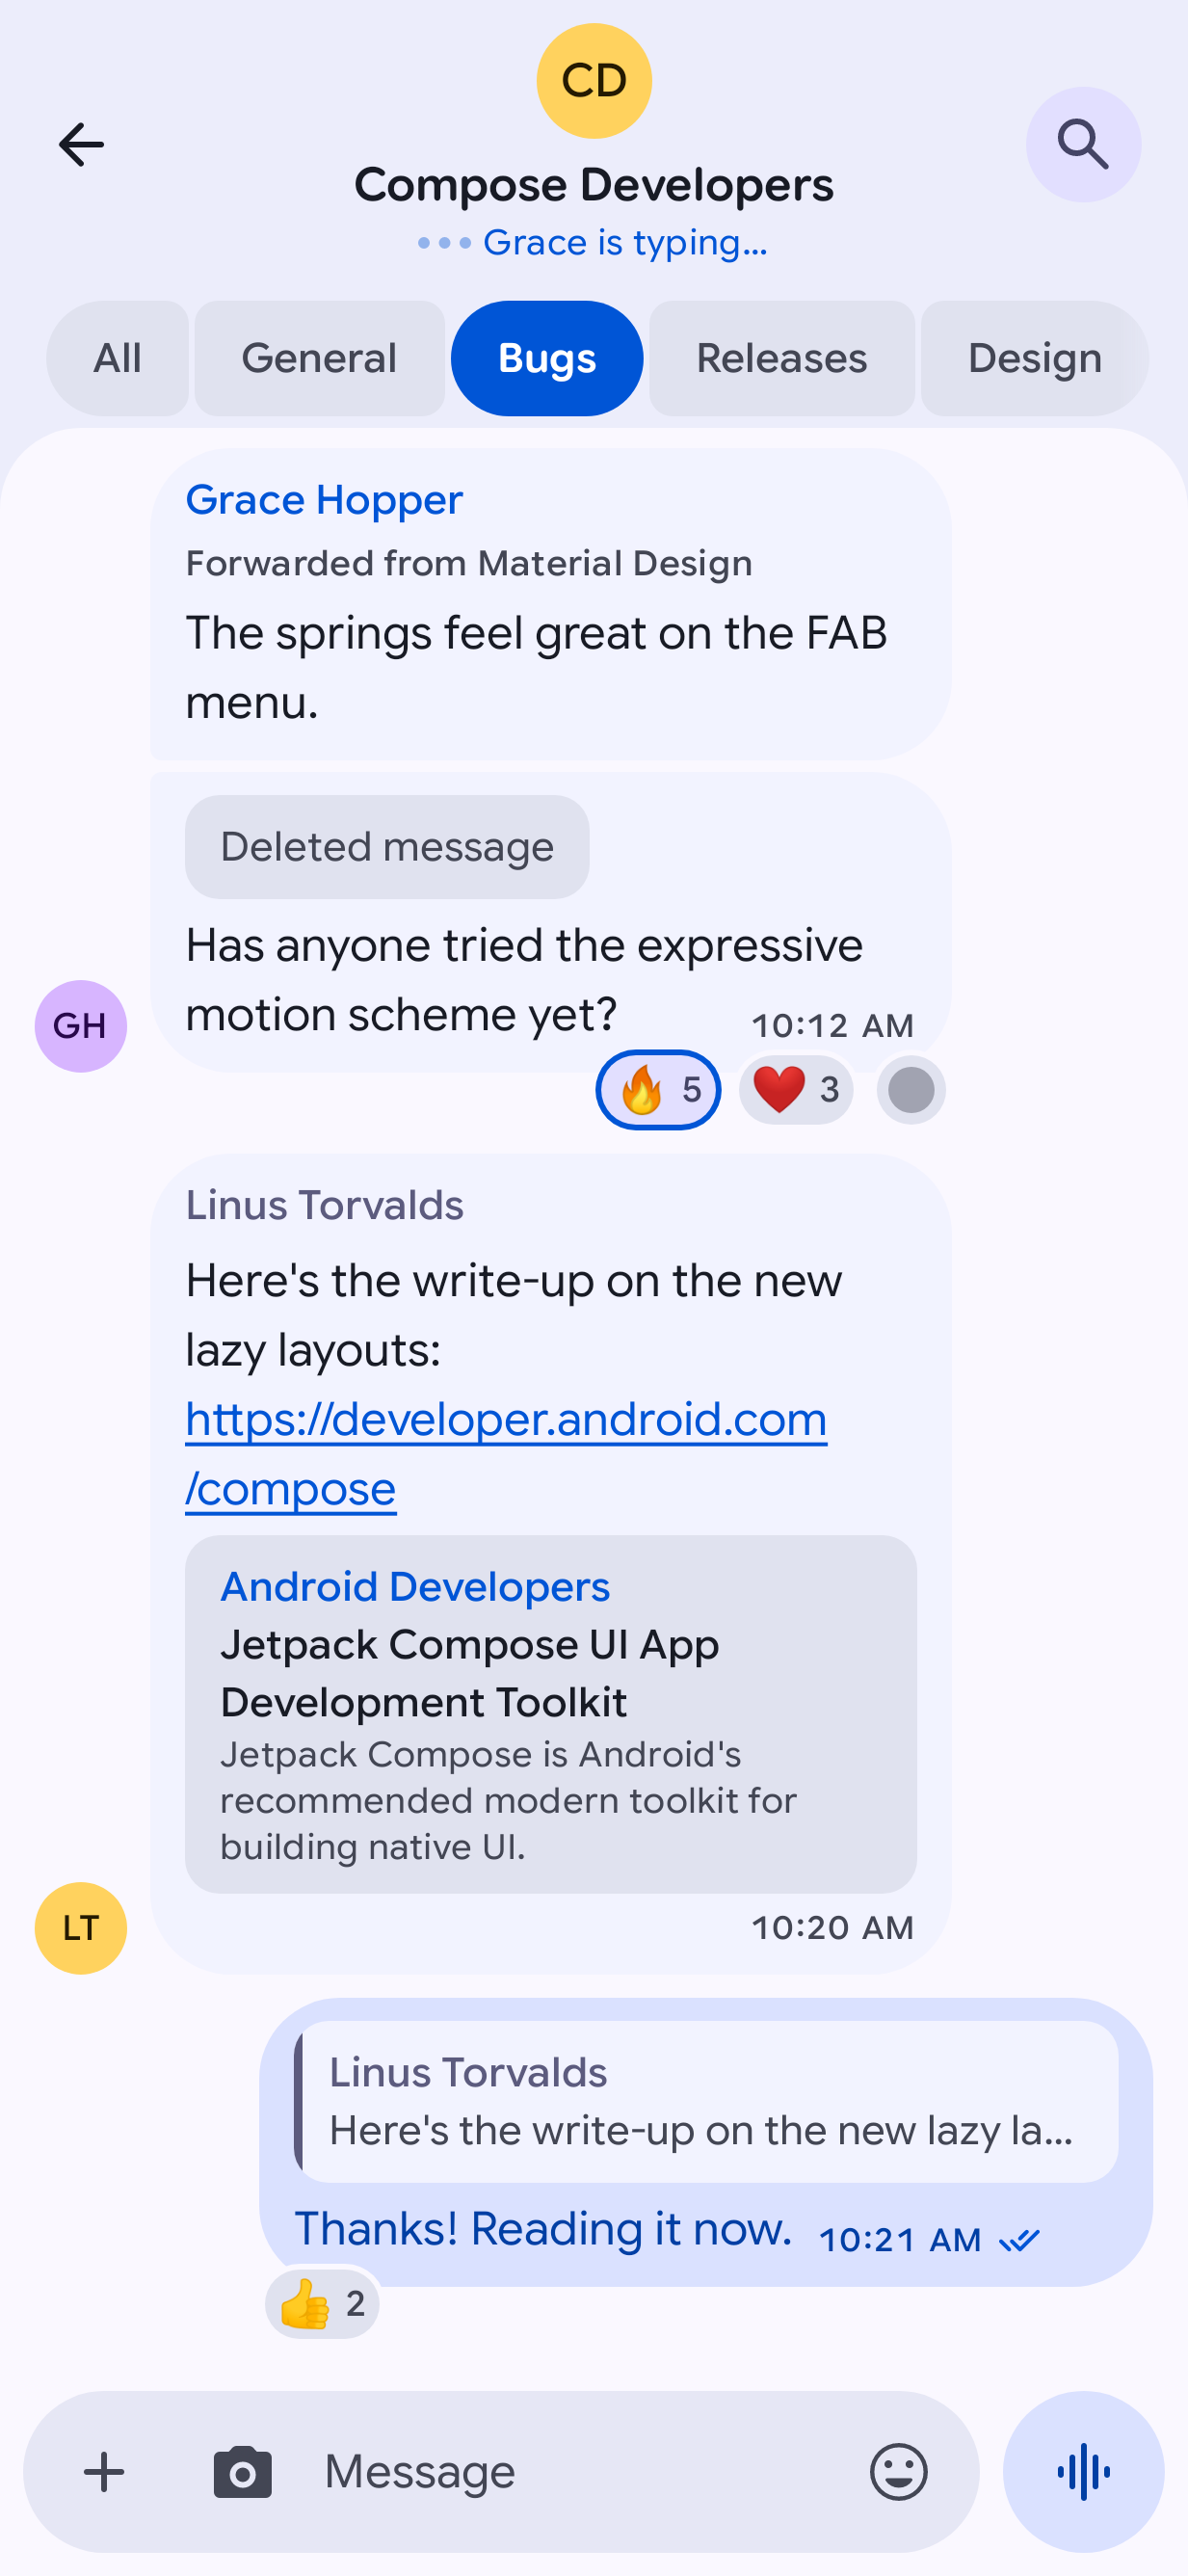 CD
Compose Developers
Grace is typing...
All
General
Bugs
Releases
Design
Grace Hopper
Forwarded from Material Design
The springs feel great on the FAB
menu.
Deleted message
Has anyone tried the expressive
motion scheme yet?
10:12 AM
GH
5
3
Linus Torvalds
Here's the write-up on the new
lazy layouts:
https://developer.android.com
/compose
Android Developers
Jetpack Compose UI App
Development Toolkit
Jetpack Compose is Android's
recommended modern toolkit for
building native UI.
LT
10:20 AM
Linus Torvalds
Here's the write-up on the new lazy la...
Thanks! Reading it now.
10:21 AM
2
Message